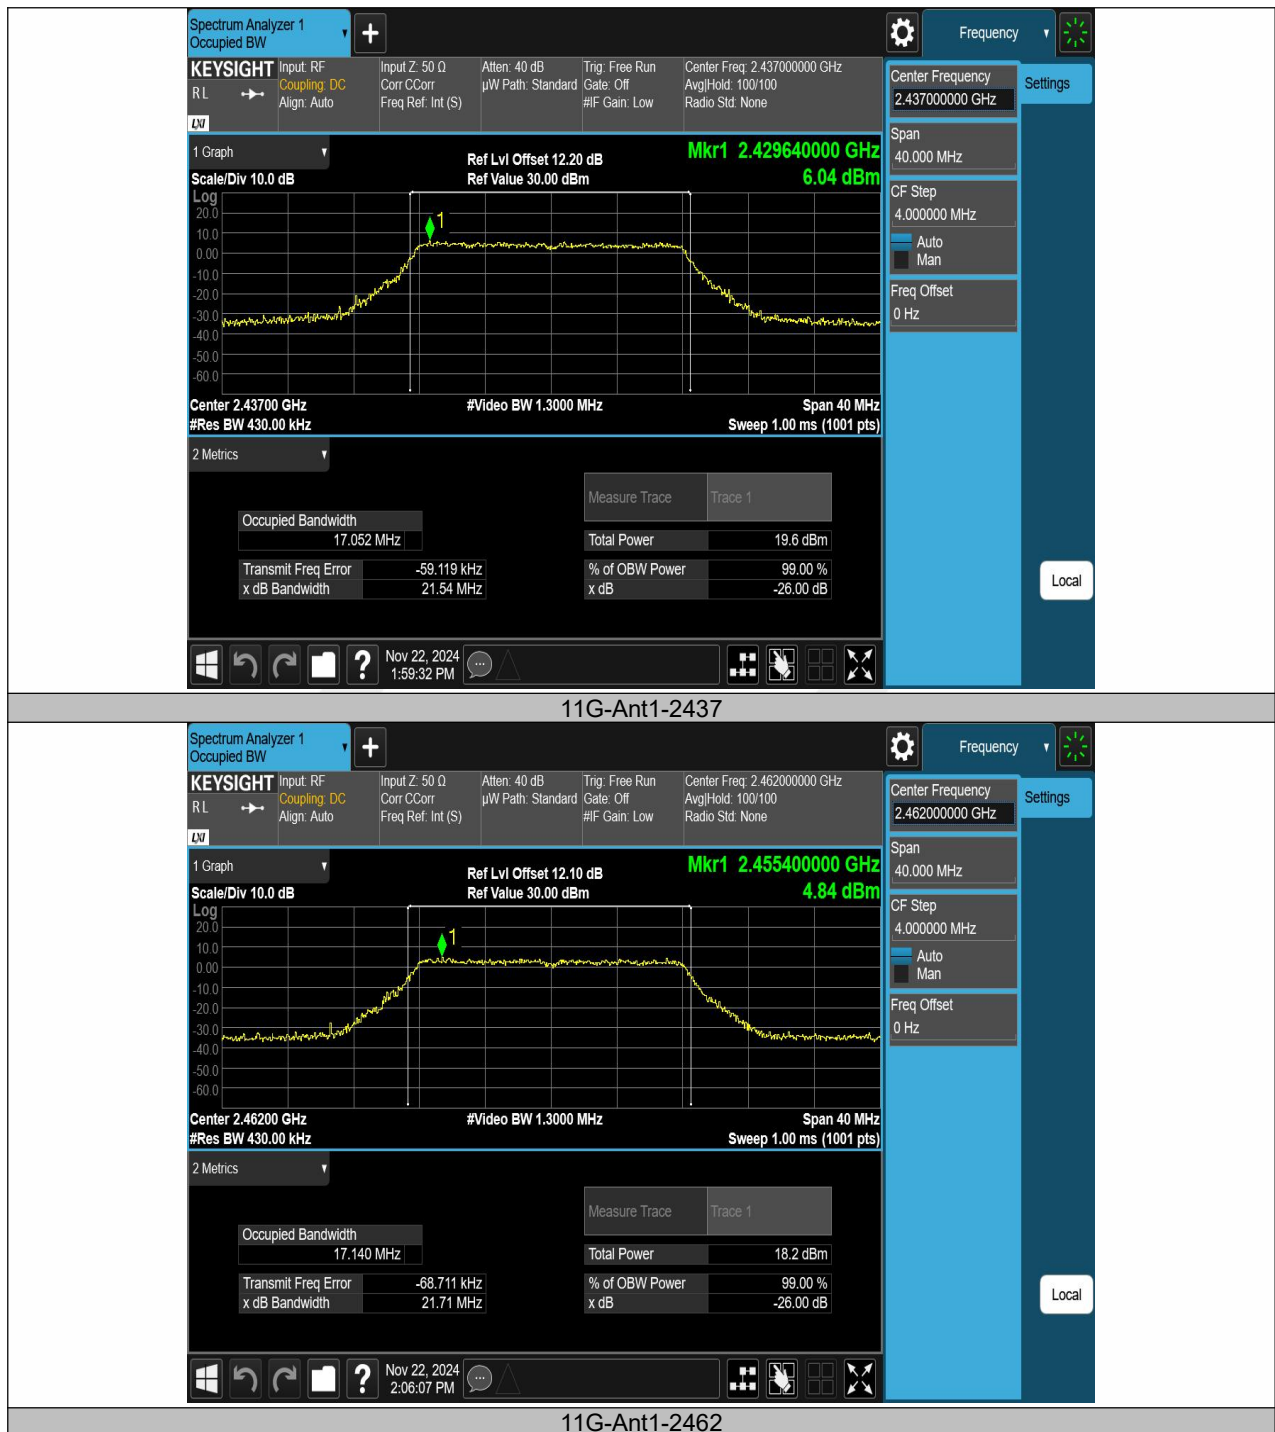 Spectrum Analyzer 1
Occupied BW
+
Frequency
KEYSIGHT
R L
LXI
Input: RF
Coupling: DC
Align: Auto
Input Z: 50 Ω
Corr CCorr
Freq Ref: Int (S)
Atten: 40 dB
µW Path: Standard
Trig: Free Run
Gate: Off
#IF Gain: Low
Center Freq: 2.437000000 GHz
Avg|Hold: 100/100
Radio Std: None
Center Frequency
2.437000000 GHz
Settings
Span
40.000 MHz
CF Step
4.000000 MHz
Auto
Man
Freq Offset
0 Hz
Local
1 Graph
Scale/Div 10.0 dB
Ref Lvl Offset 12.20 dB
Ref Value 30.00 dBm
Mkr1 2.429640000 GHz
6.04 dBm
Log
20.0
10.0
0.00
-10.0
-20.0
-30.0
-40.0
-50.0
-60.0
1
Center 2.43700 GHz
#Video BW 1.3000 MHz
Span 40 MHz
#Res BW 430.00 kHz
Sweep 1.00 ms (1001 pts)
2 Metrics
Measure Trace Trace 1
Occupied Bandwidth
17.052 MHz
Total Power 19.6 dBm
Transmit Freq Error -59.119 kHz
% of OBW Power 99.00 %
x dB Bandwidth 21.54 MHz
x dB -26.00 dB
?
Nov 22, 2024
1:59:32 PM
11G-Ant1-2437
Spectrum Analyzer 1
Occupied BW
+
Frequency
KEYSIGHT
R L
LXI
Input: RF
Coupling: DC
Align: Auto
Input Z: 50 Ω
Corr CCorr
Freq Ref: Int (S)
Atten: 40 dB
µW Path: Standard
Trig: Free Run
Gate: Off
#IF Gain: Low
Center Freq: 2.462000000 GHz
Avg|Hold: 100/100
Radio Std: None
Center Frequency
2.462000000 GHz
Settings
Span
40.000 MHz
CF Step
4.000000 MHz
Auto
Man
Freq Offset
0 Hz
Local
1 Graph
Scale/Div 10.0 dB
Ref Lvl Offset 12.10 dB
Ref Value 30.00 dBm
Mkr1 2.455400000 GHz
4.84 dBm
Log
20.0
10.0
0.00
-10.0
-20.0
-30.0
-40.0
-50.0
-60.0
1
Center 2.46200 GHz
#Video BW 1.3000 MHz
Span 40 MHz
#Res BW 430.00 kHz
Sweep 1.00 ms (1001 pts)
2 Metrics
Measure Trace Trace 1
Occupied Bandwidth
17.140 MHz
Total Power 18.2 dBm
Transmit Freq Error -68.711 kHz
% of OBW Power 99.00 %
x dB Bandwidth 21.71 MHz
x dB -26.00 dB
?
Nov 22, 2024
2:06:07 PM
11G-Ant1-2462